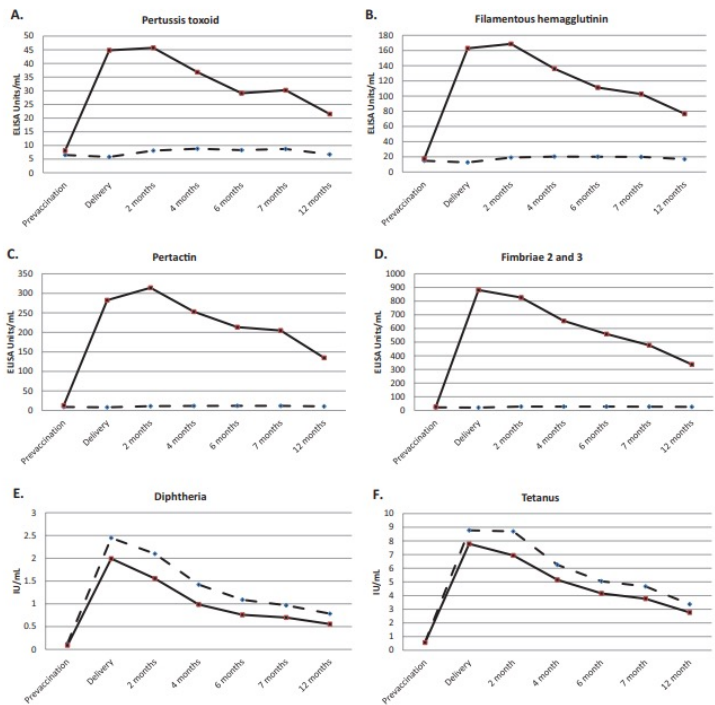 A.
Pertussis toxoid
ELISA Units/mL
50
45
40
35
30
25
20
15
10
5
0
Prevaccination
Delivery
2 months
4 months
6 months
7 months
12 months
B.
Filamentous hemagglutinin
ELISA Units/mL
180
160
140
120
100
80
60
40
20
0
Prevaccination
Delivery
2 months
4 months
6 months
7 months
12 months
C.
Pertactin
EUSA Units/mL
350
300
250
200
150
100
50
0
Prevaccination
Delivery
2 months
4 months
6 months
7 months
12 months
D.
Fimbriae 2 and 3
EUSA Units/mL
1000
900
800
700
600
500
400
300
200
100
0
Prevaccination
Delivery
2 months
4 months
6 months
7 months
12 months
E.
Diphtheria
IU/mL
3
2.5
2
1.5
1
0.5
0
Prevaccination
Delivery
2 months
4 months
6 months
7 months
12 months
F.
Tetanus
IU/mL
10
9
8
7
6
5
4
3
2
1
0
Prevaccination
Delivery
2 month
4 month
6 month
7 month
12 month